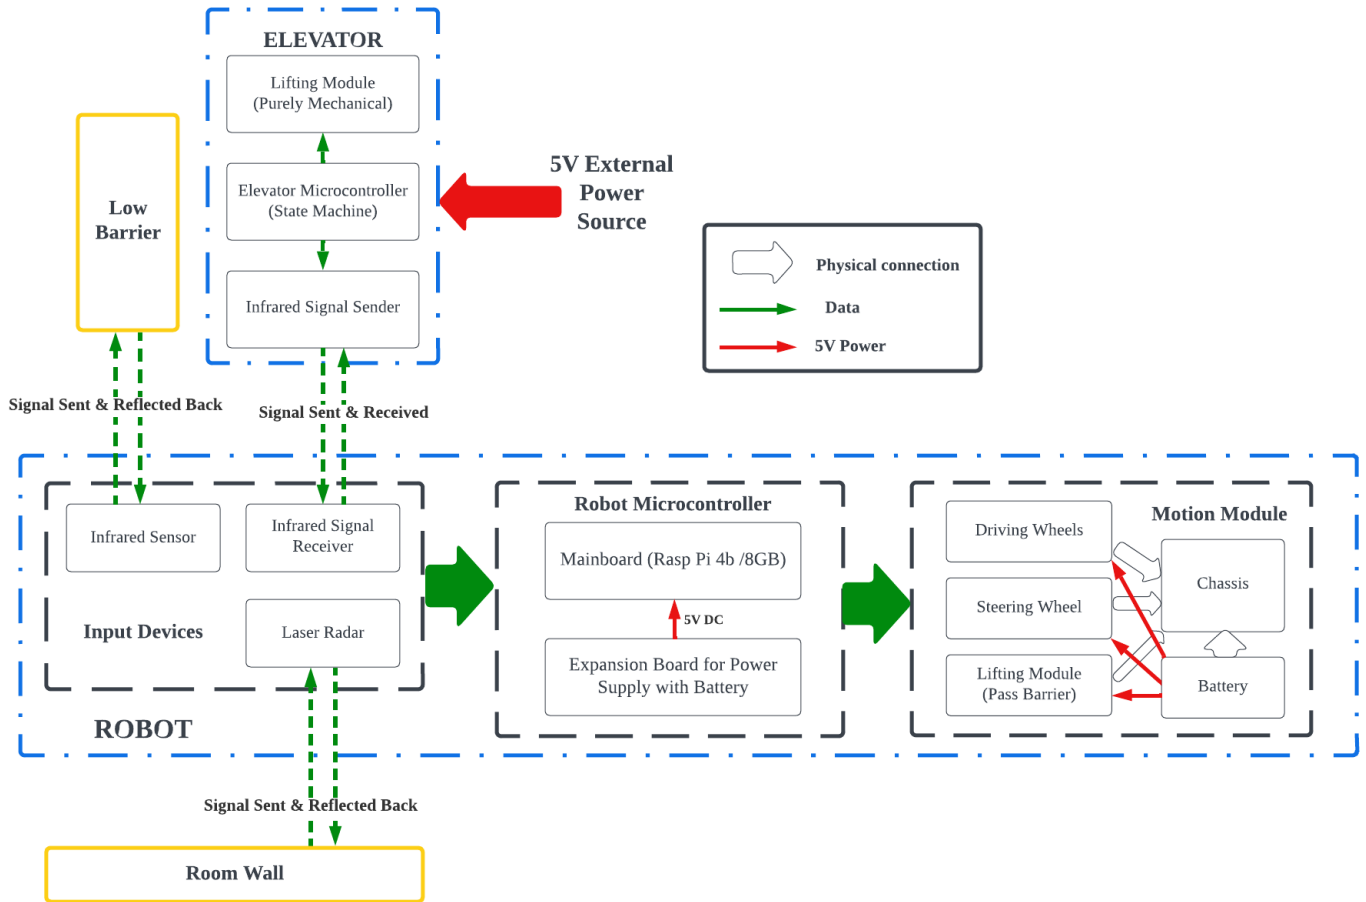 ELEVATOR
Lifting Module
(Purely Mechanical)
Elevator Microcontroller
(State Machine)
Infrared Signal Sender
5V External
Power
Source
Low
Barrier
Physical connection
Data
5V Power
Signal Sent & Reflected Back
Signal Sent & Received
Infrared Sensor
Infrared Signal
Receiver
Input Devices
Laser Radar
ROBOT
Robot Microcontroller
Mainboard (Rasp Pi 4b /8GB)
5V DC
Expansion Board for Power
Supply with Battery
Motion Module
Driving Wheels
Steering Wheel
Lifting Module
(Pass Barrier)
Chassis
Battery
Signal Sent & Reflected Back
Room Wall